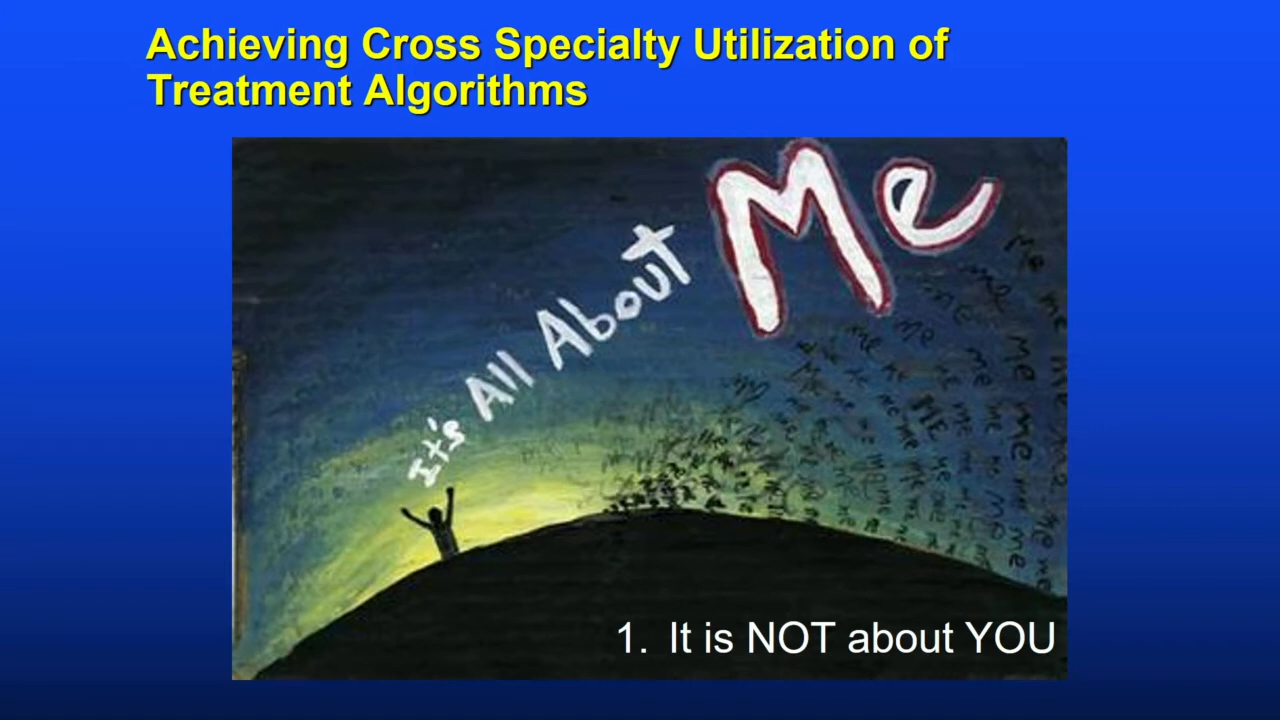 Achieving Cross Specialty Utilization of
Treatment Algorithms
It's All About Me
1. It is NOT about YOU